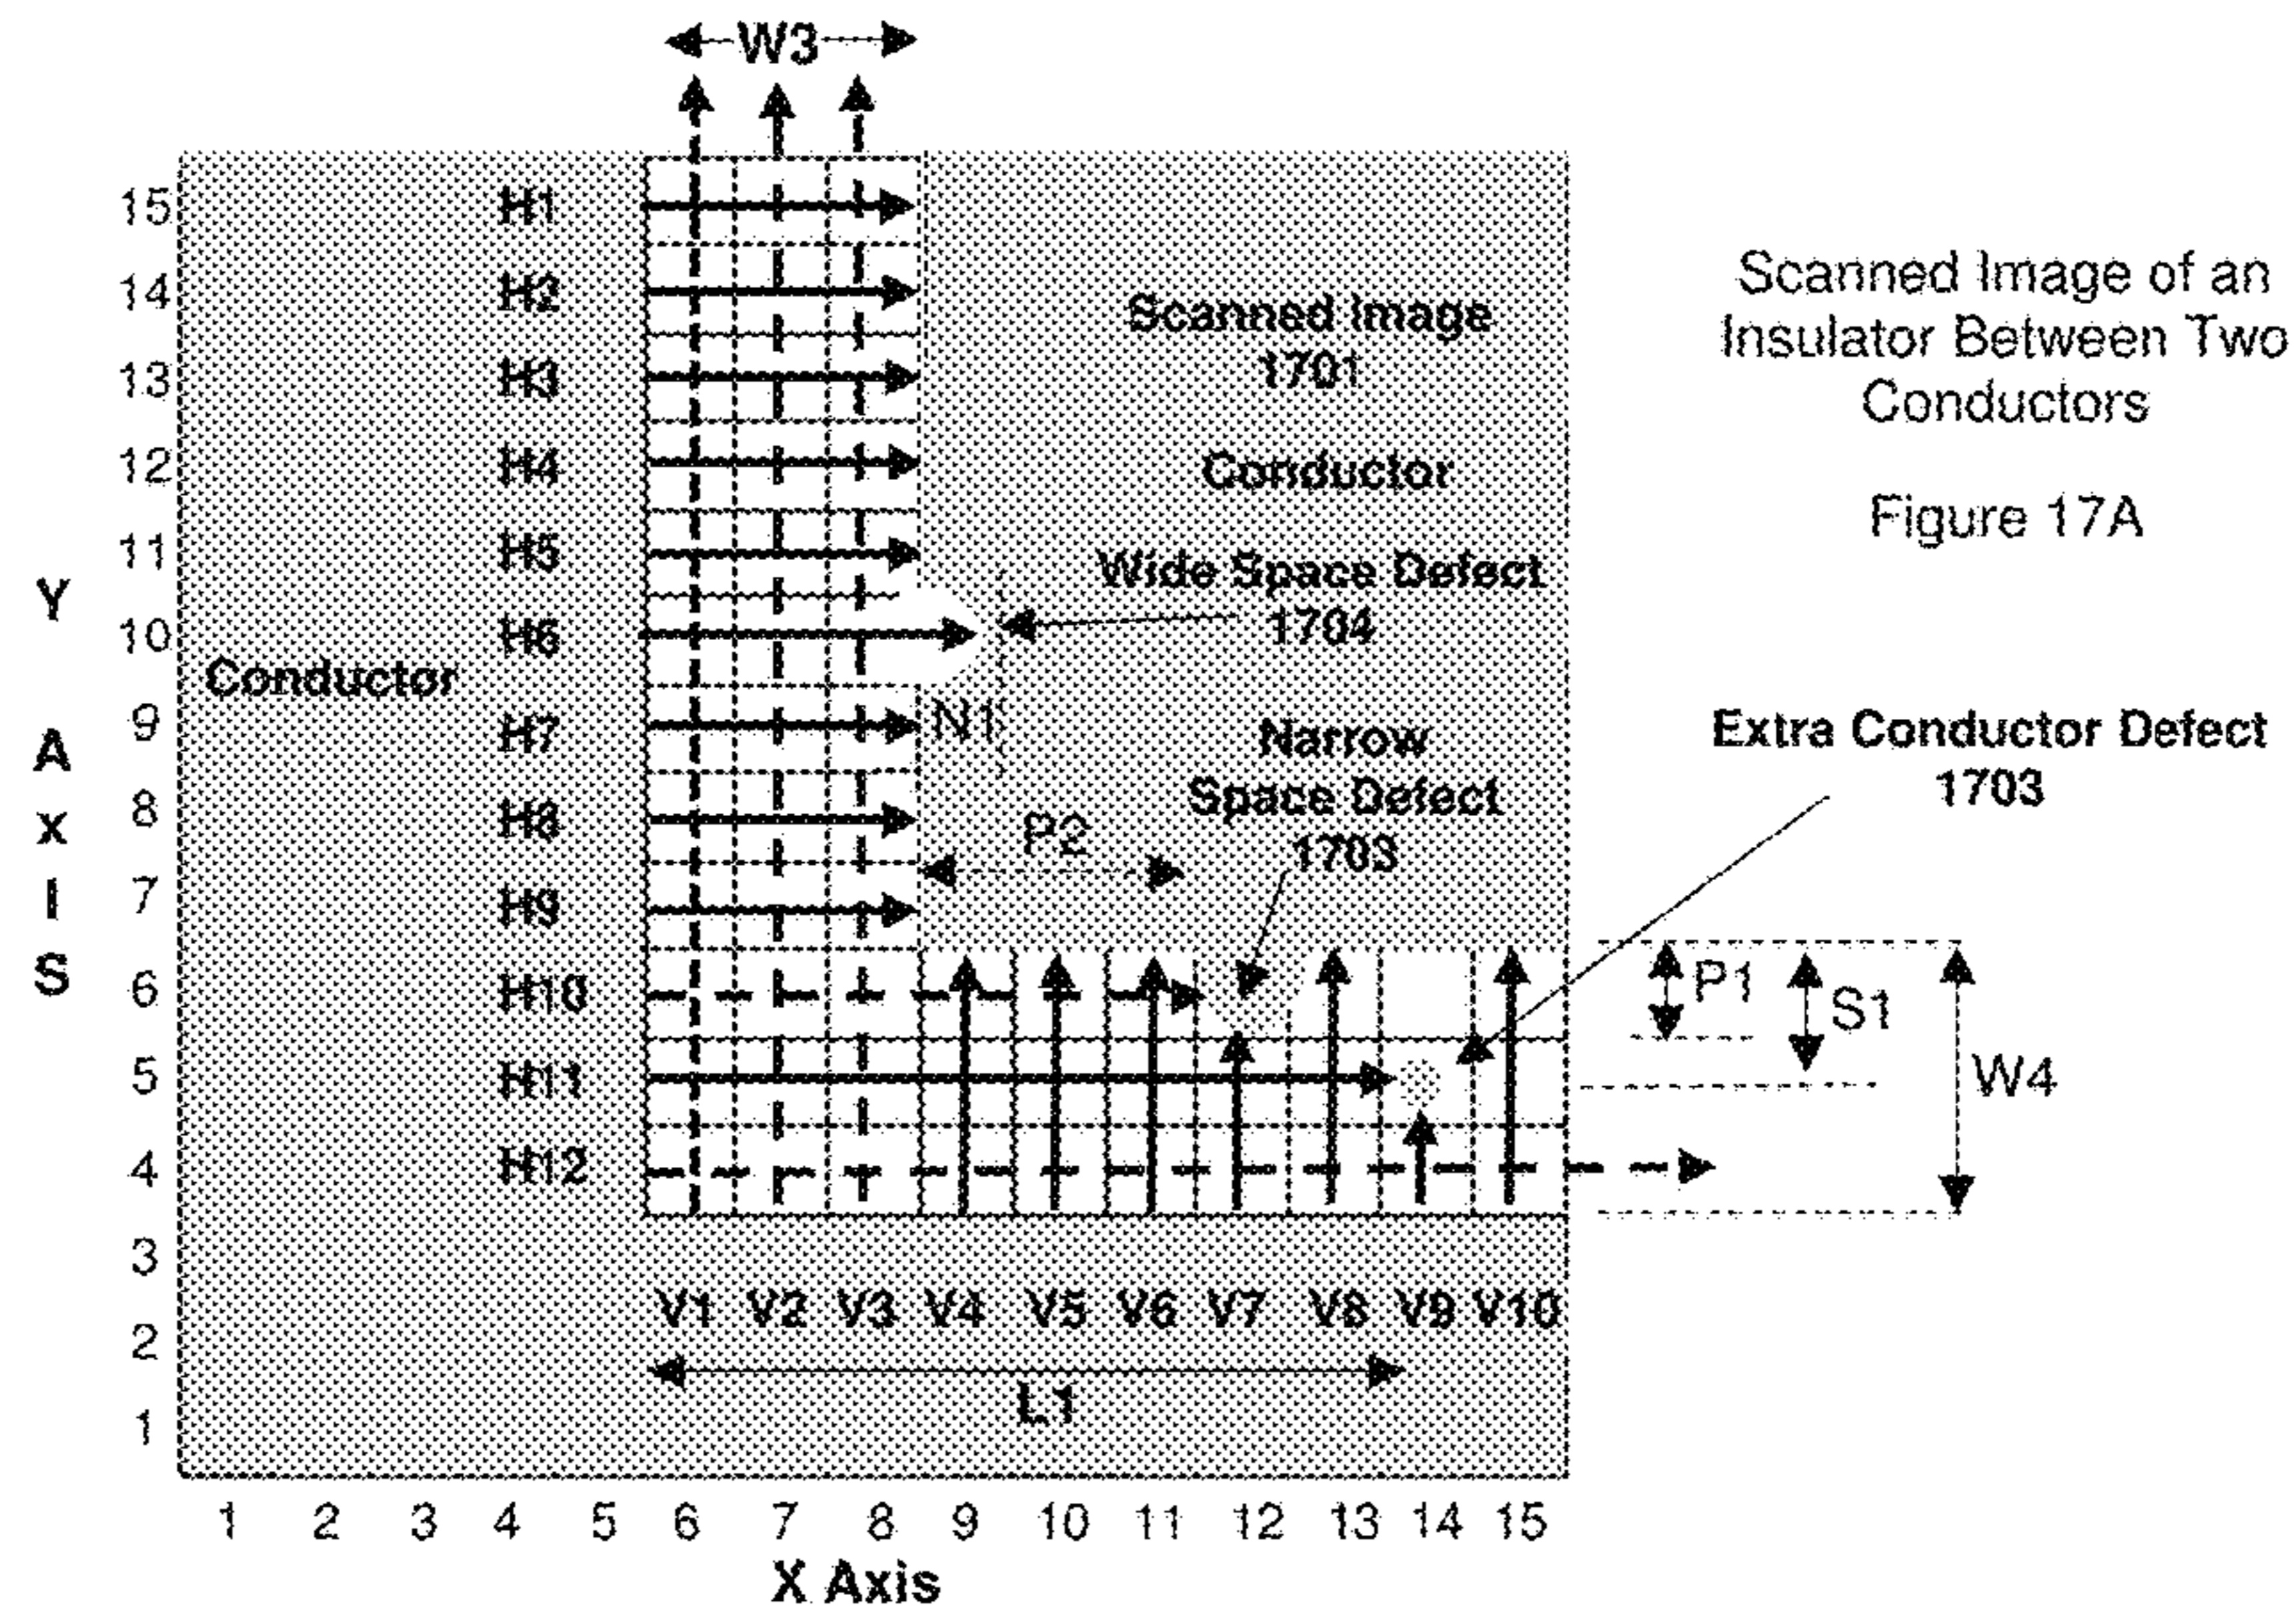 W3
15
H1
14
H2
13
H3
12
H4
11
H5
10
H6
9
H7
8
H8
7
H9
6
H10
5
H11
4
H12
3
2
1
Y
A
x
I
S
Conductor
Scanned Image
1701
Conductor
Wide Space Defect
1704
N1
Narrow
Space Defect
1703
P2
Scanned Image of an
Insulator Between Two
Conductors
Figure 17A
Extra Conductor Defect
1703
P1
S1
W4
V1 V2 V3 V4 V5 V6 V7 V8 V9 V10
L1
1 2 3 4 5 6 7 8 9 10 11 12 13 14 15
X Axis